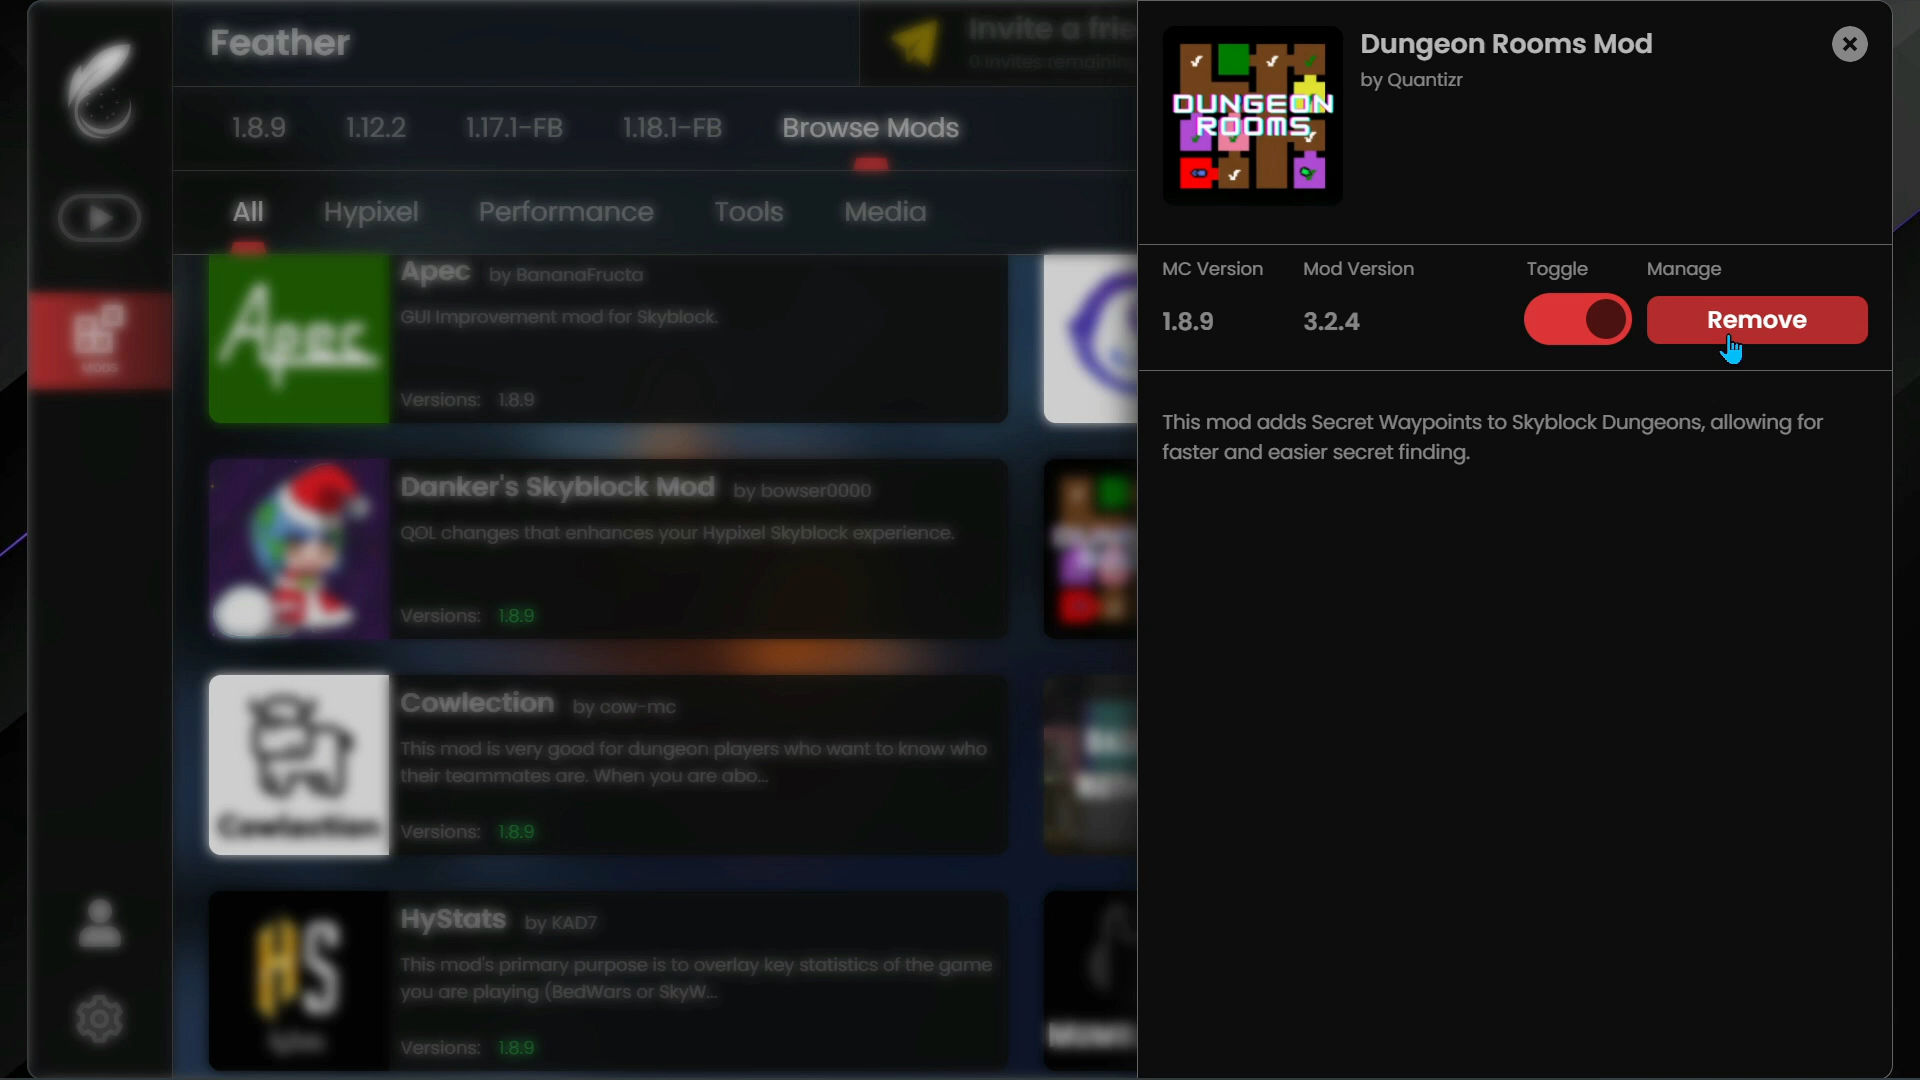 Feather
Invite a frie
0 invites remaining
1.8.9 1.12.2 1.17.1-FB 1.18.1-FB Browse Mods
All Hypixel Performance Tools Media
MODS
Apec by BananaFructa
GUI Improvement mod for Skyblock.
Versions: 1.8.9
Apec
Danker's Skyblock Mod by bowser0000
QOL changes that enhances your Hypixel Skyblock experience.
Versions: 1.8.9
Cowlection by cow-mc
This mod is very good for dungeon players who want to know who
their teammates are. When you are abo...
Versions: 1.8.9
Cowlection
HyStats by KAD7
This mod's primary purpose is to overlay key statistics of the game
you are playing (BedWars or SkyW...
Versions: 1.8.9
HS
DUNGEON
ROOMS
Dungeon Rooms Mod
by Quantizr
MC Version Mod Version Toggle Manage
1.8.9 3.2.4 Remove
This mod adds Secret Waypoints to Skyblock Dungeons, allowing for
faster and easier secret finding.